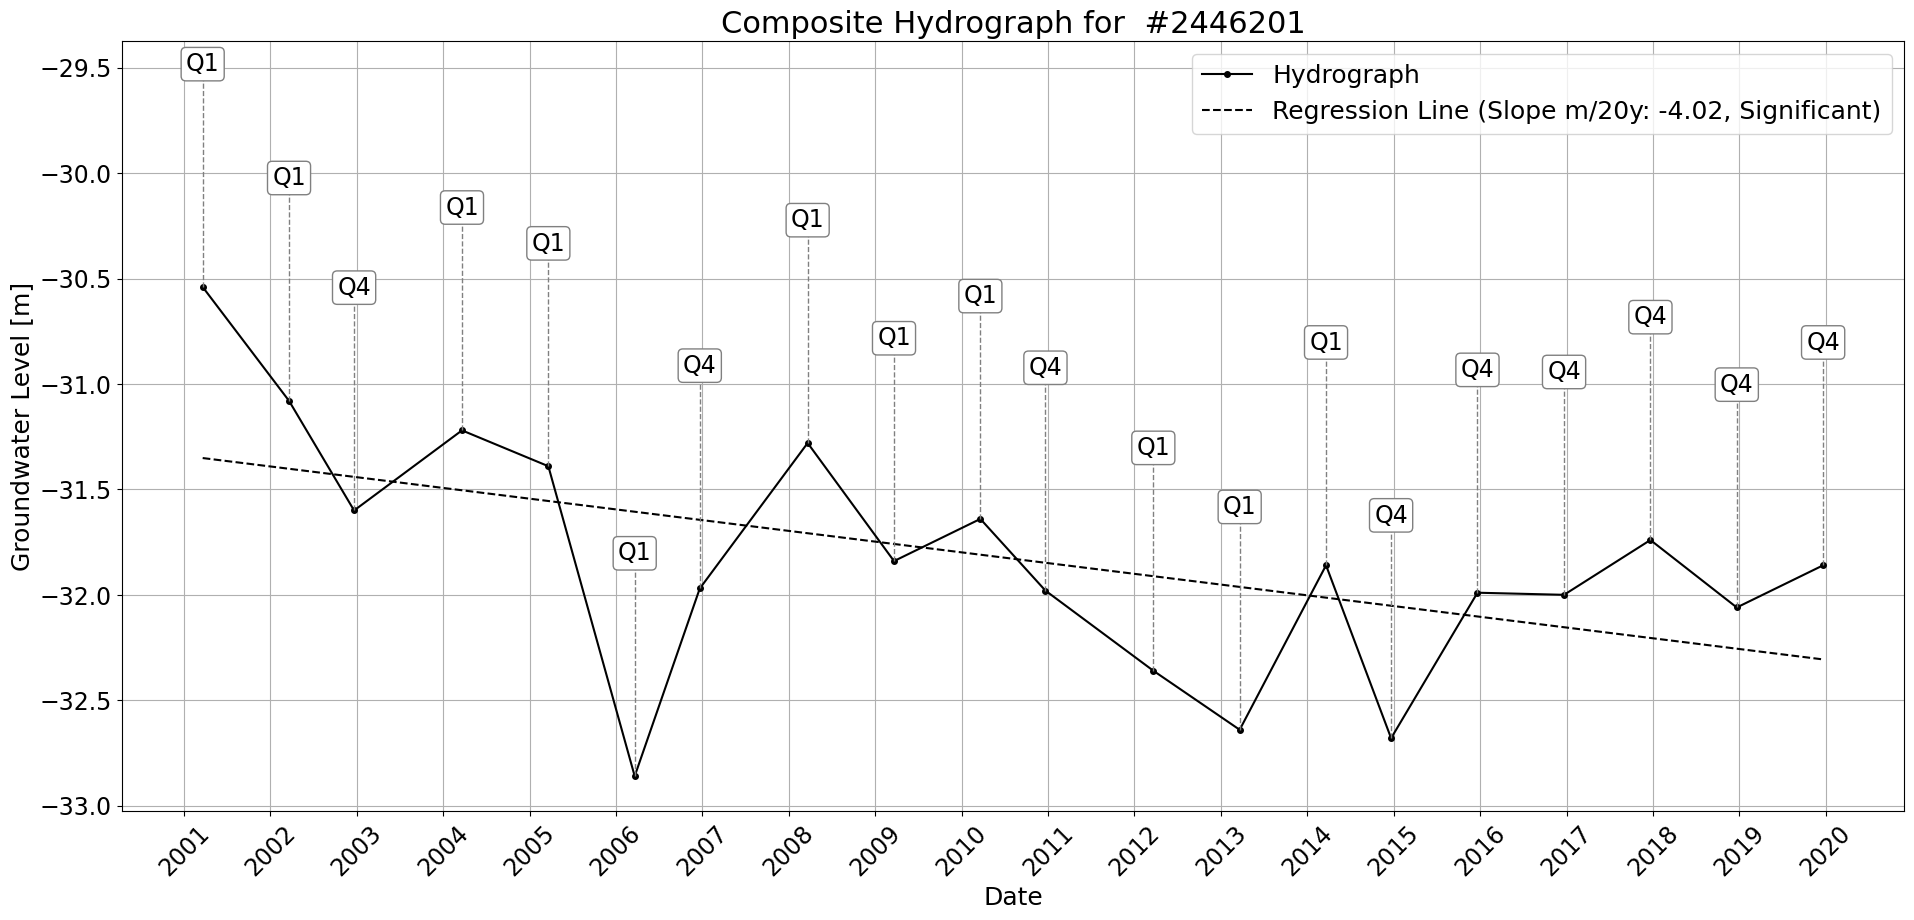 Composite Hydrograph for  #2446201
Hydrograph
Regression Line (Slope m/20y: -4.02, Significant)
Groundwater Level [m]
−29.5
−30.0
−30.5
−31.0
−31.5
−32.0
−32.5
−33.0
Q1
Q1
Q4
Q1
Q1
Q1
Q4
Q1
Q1
Q1
Q4
Q1
Q1
Q1
Q4
Q4
Q4
Q4
Q4
Q4
2001
2002
2003
2004
2005
2006
2007
2008
2009
2010
2011
2012
2013
2014
2015
2016
2017
2018
2019
2020
Date